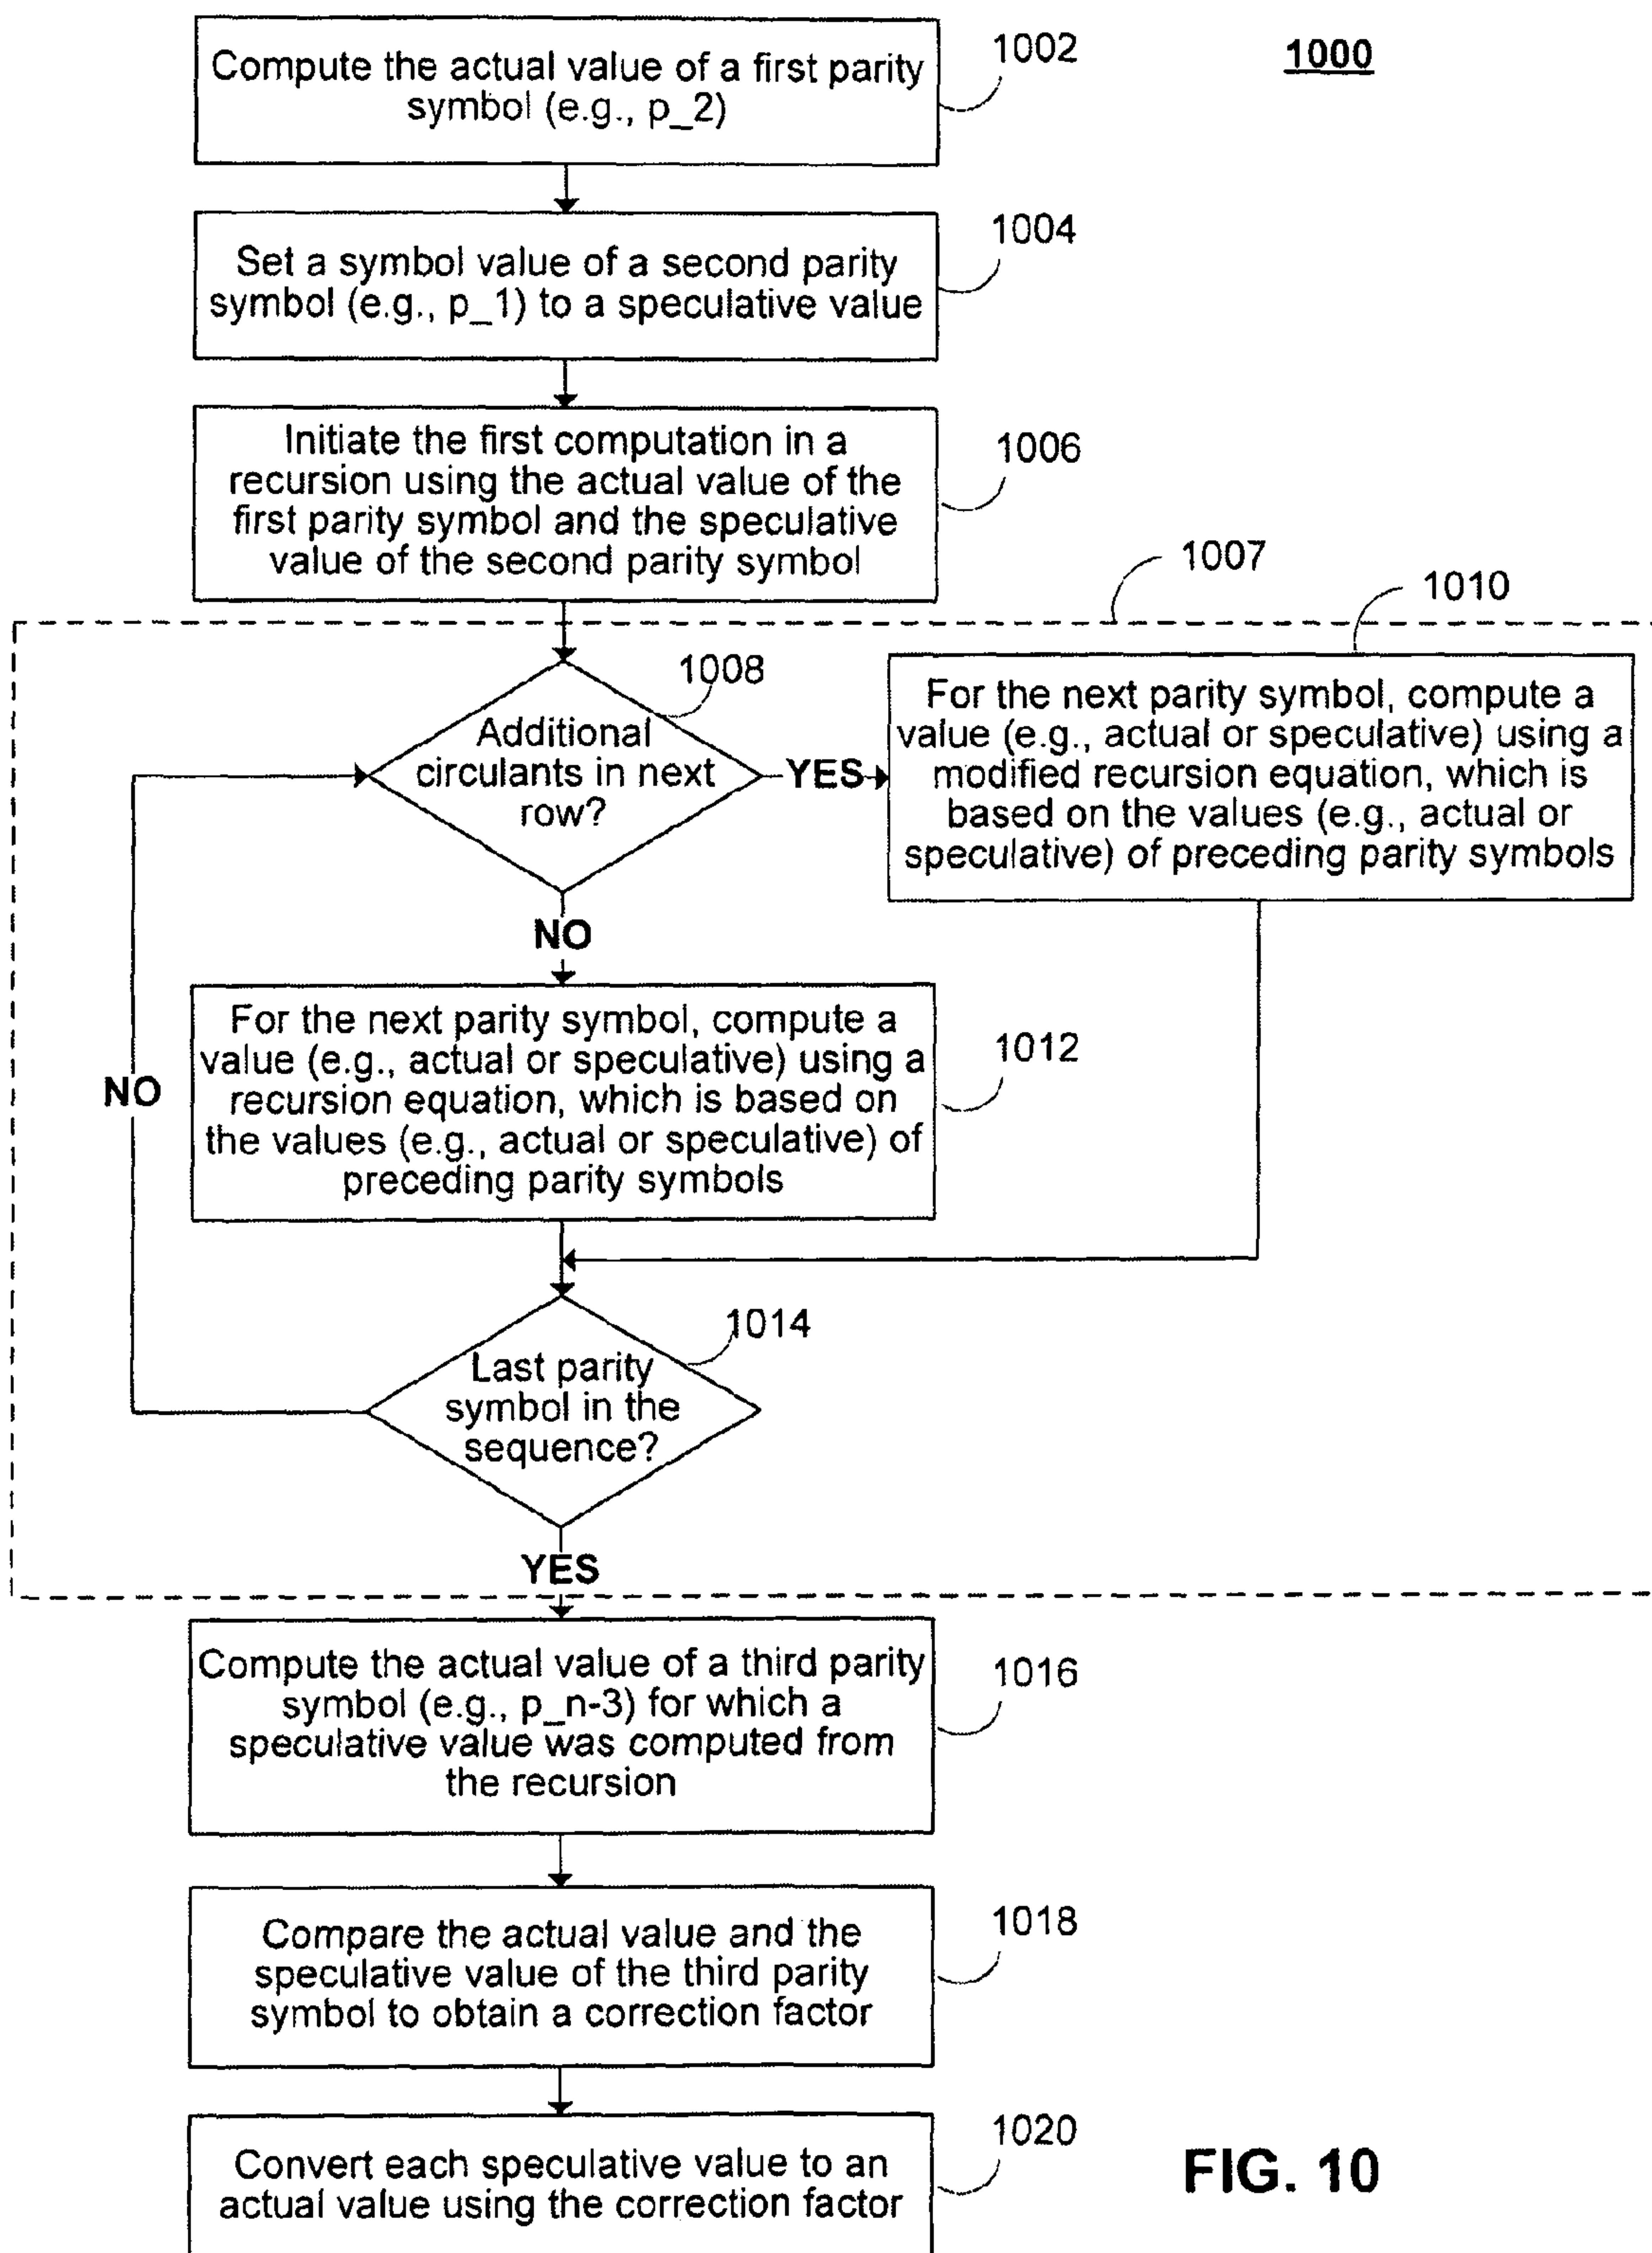 1000
Compute the actual value of a first parity
symbol (e.g., p_2)
1002
Set a symbol value of a second parity
symbol (e.g., p_1) to a speculative value
1004
Initiate the first computation in a
recursion using the actual value of the
first parity symbol and the speculative
value of the second parity symbol
1006
1007
Additional
circulants in next
row?
1008
YES
For the next parity symbol, compute a
value (e.g., actual or speculative) using a
modified recursion equation, which is
based on the values (e.g., actual or
speculative) of preceding parity symbols
1010
NO
For the next parity symbol, compute a
value (e.g., actual or speculative) using a
recursion equation, which is based on
the values (e.g., actual or speculative) of
preceding parity symbols
1012
NO
Last parity
symbol in the
sequence?
1014
YES
Compute the actual value of a third parity
symbol (e.g., p_n-3) for which a
speculative value was computed from
the recursion
1016
Compare the actual value and the
speculative value of the third parity
symbol to obtain a correction factor
1018
Convert each speculative value to an
actual value using the correction factor
1020
FIG. 10